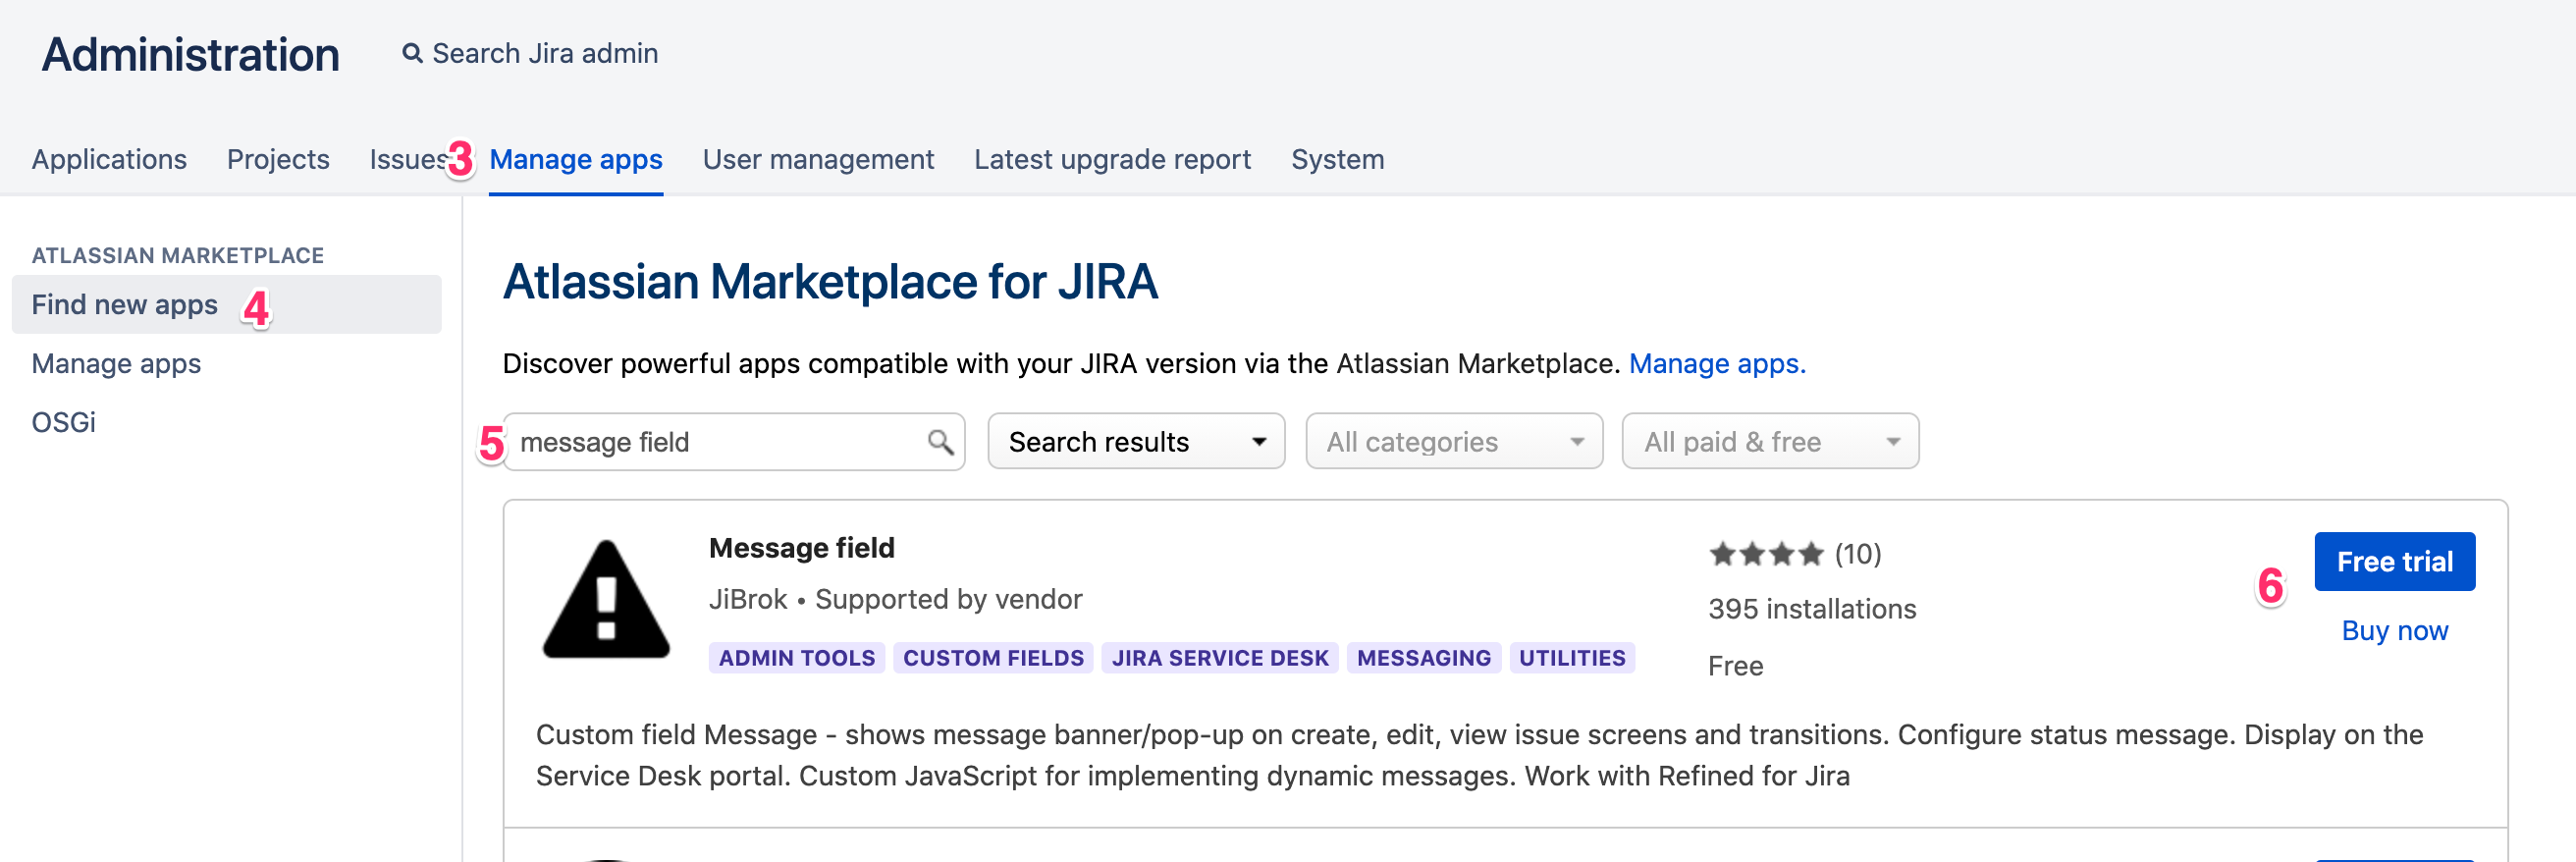 Administration Search Jira admin
Applications Projects Issues 3 Manage apps User management Latest upgrade report System
ATLASSIAN MARKETPLACE
Find new apps 4
Manage apps
OSGi
Atlassian Marketplace for JIRA
Discover powerful apps compatible with your JIRA version via the Atlassian Marketplace. Manage apps.
5 message field Search results All categories All paid & free
Message field
JiBrok • Supported by vendor
ADMIN TOOLS CUSTOM FIELDS JIRA SERVICE DESK MESSAGING UTILITIES
(10)
395 installations
Free
6 Free trial
Buy now
Custom field Message - shows message banner/pop-up on create, edit, view issue screens and transitions. Configure status message. Display on the
Service Desk portal. Custom JavaScript for implementing dynamic messages. Work with Refined for Jira